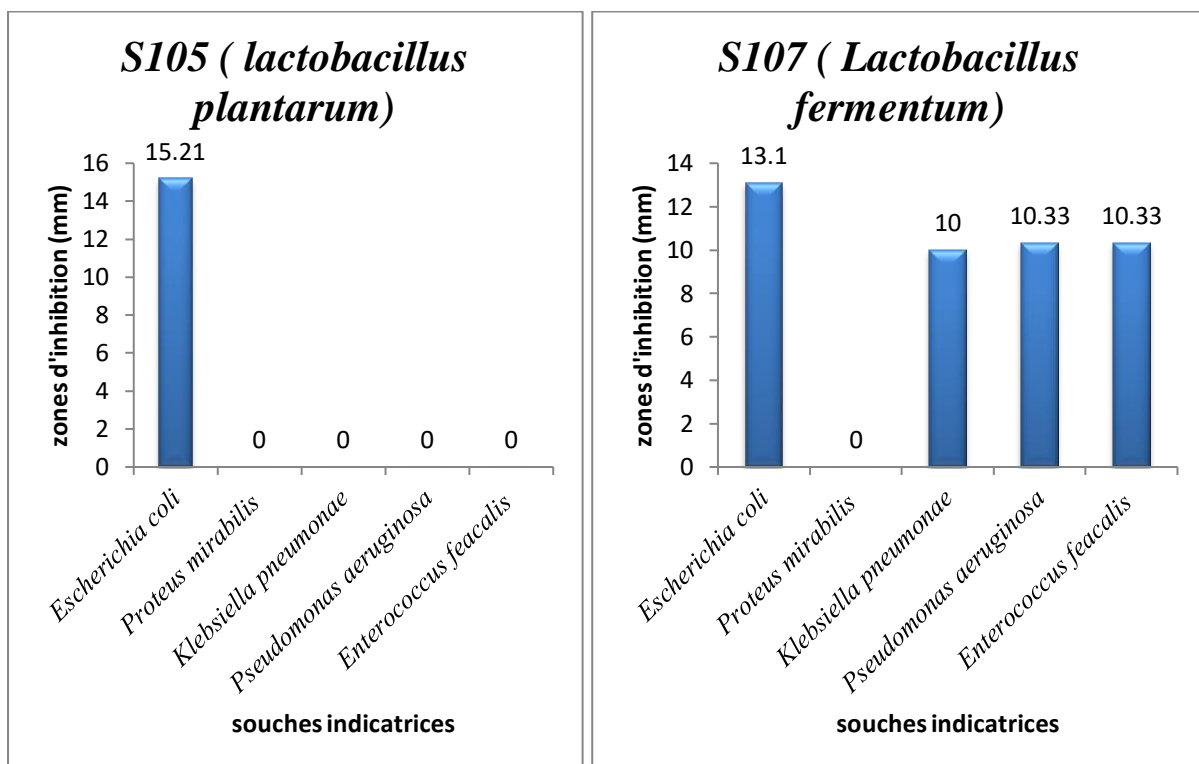 S105 ( lactobacillus
plantarum)
zones d'inhibition (mm)
16
14
12
10
8
6
4
2
0
15.21
0
0
0
0
Escherichia coli
Proteus mirabilis
Klebsiella pneumonae
Pseudomonas aeruginosa
Enterococcus feacalis
souches indicatrices
S107 ( Lactobacillus
fermentum)
zones d'inhibition (mm)
14
12
10
8
6
4
2
0
13.1
0
10
10.33
10.33
Escherichia coli
Proteus mirabilis
Klebsiella pneumonae
Pseudomonas aeruginosa
Enterococcus feacalis
souches indicatrices